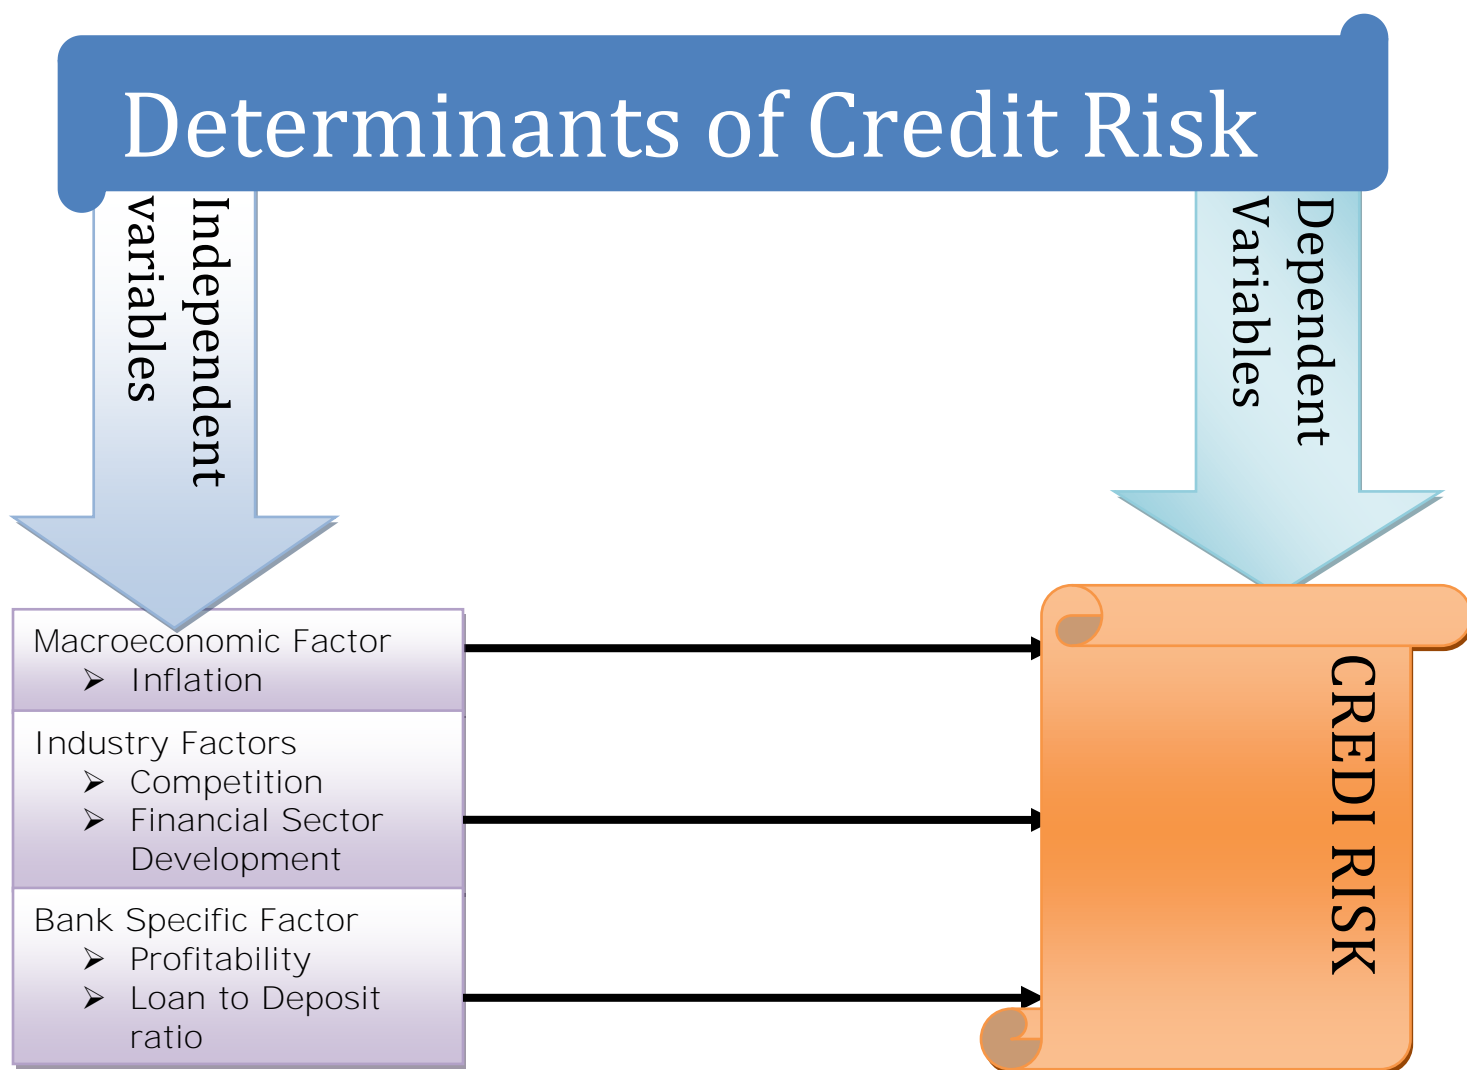 Determinants of Credit Risk
Independent
variables
Dependent
Variables
Macroeconomic Factor
➢ Inflation
Industry Factors
➢ Competition
➢ Financial Sector
Development
Bank Specific Factor
➢ Profitability
➢ Loan to Deposit
ratio
CREDI RISK